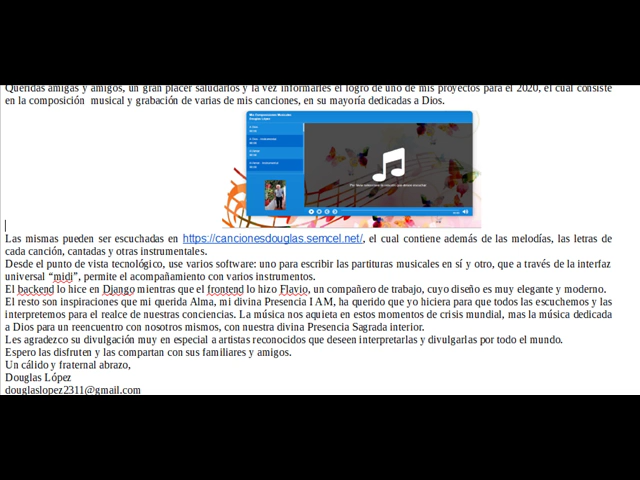 Queridas amigas y amigos, un gran placer saludarlos y la vez informarles el logro de uno de mis proyectos para el 2020, el cual consiste
en la composición musical y grabación de varias de mis canciones, en su mayoría dedicadas a Dios.
Mis Composiciones Musicales
Douglas López
Las mismas pueden ser escuchadas en https://cancionesdouglas.semcel.net/, el cual contiene además de las melodías, las letras de
cada canción, cantadas y otras instrumentales.
Desde el punto de vista tecnológico, use varios software: uno para escribir las partituras musicales en sí y otro, que a través de la interfaz
universal “midi”, permite el acompañamiento con varios instrumentos.
El backend lo hice en Django mientras que el frontend lo hizo Flavio, un compañero de trabajo, cuyo diseño es muy elegante y moderno.
El resto son inspiraciones que mi querida Alma, mi divina Presencia I AM, ha querido que yo hiciera para que todos las escuchemos y las
interpretemos para el realce de nuestras conciencias. La música nos aquieta en estos momentos de crisis mundial, mas la música dedicada
a Dios para un reencuentro con nosotros mismos, con nuestra divina Presencia Sagrada interior.
Les agradezco su divulgación muy en especial a artistas reconocidos que deseen interpretarlas y divulgarlas por todo el mundo.
Espero las disfruten y las compartan con sus familiares y amigos.
Un cálido y fraternal abrazo,
Douglas López
douglaslopez2311@gmail.com